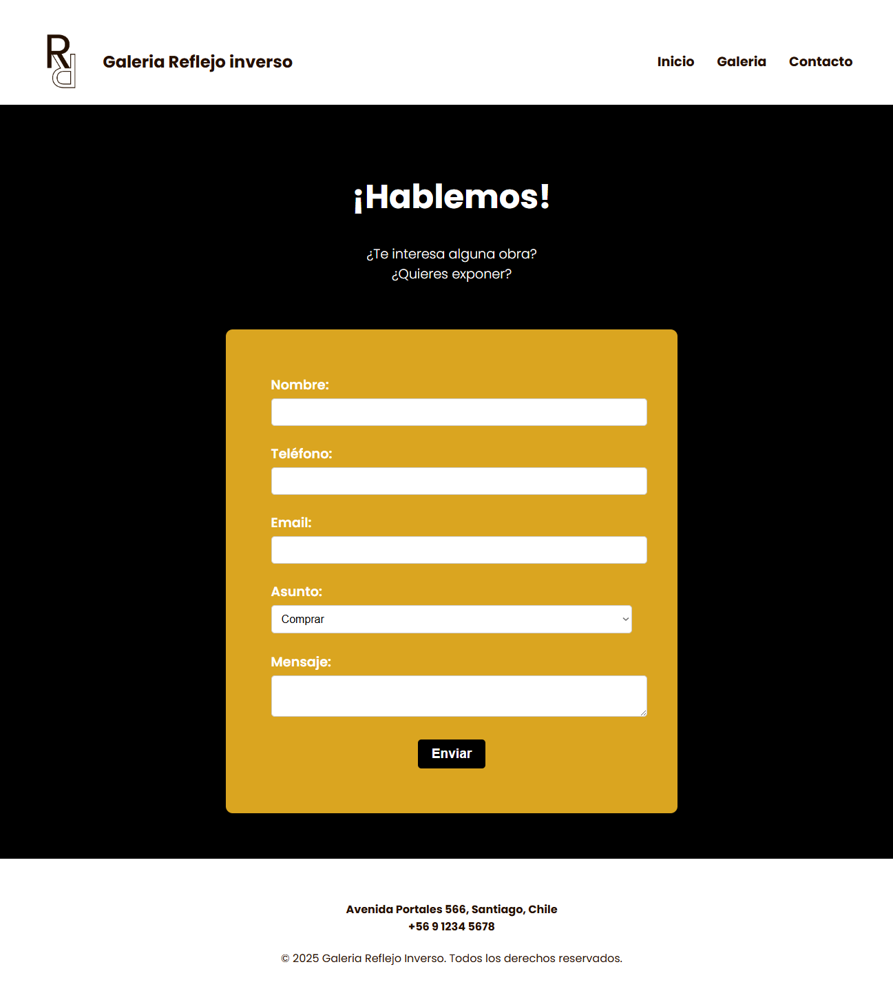 R
Galeria Reflejo inverso
Inicio
Galeria
Contacto
¡Hablemos!
¿Te interesa alguna obra?
¿Quieres exponer?
Nombre:
Teléfono:
Email:
Asunto:
Comprar
Mensaje:
Enviar
Avenida Portales 566, Santiago, Chile
+56 9 1234 5678
© 2025 Galeria Reflejo Inverso. Todos los derechos reservados.